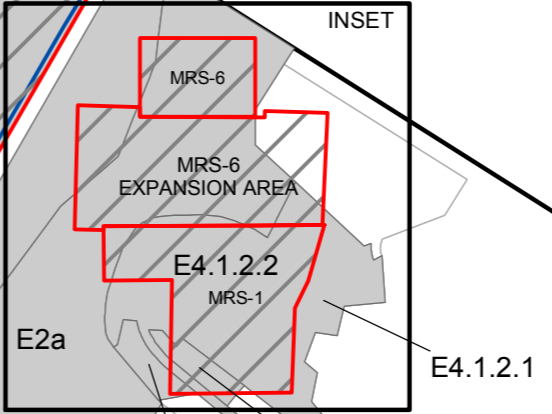 INSET
MRS-6
MRS-6
EXPANSION AREA
E4.1.2.2
MRS-1
E2a
E4.1.2.1